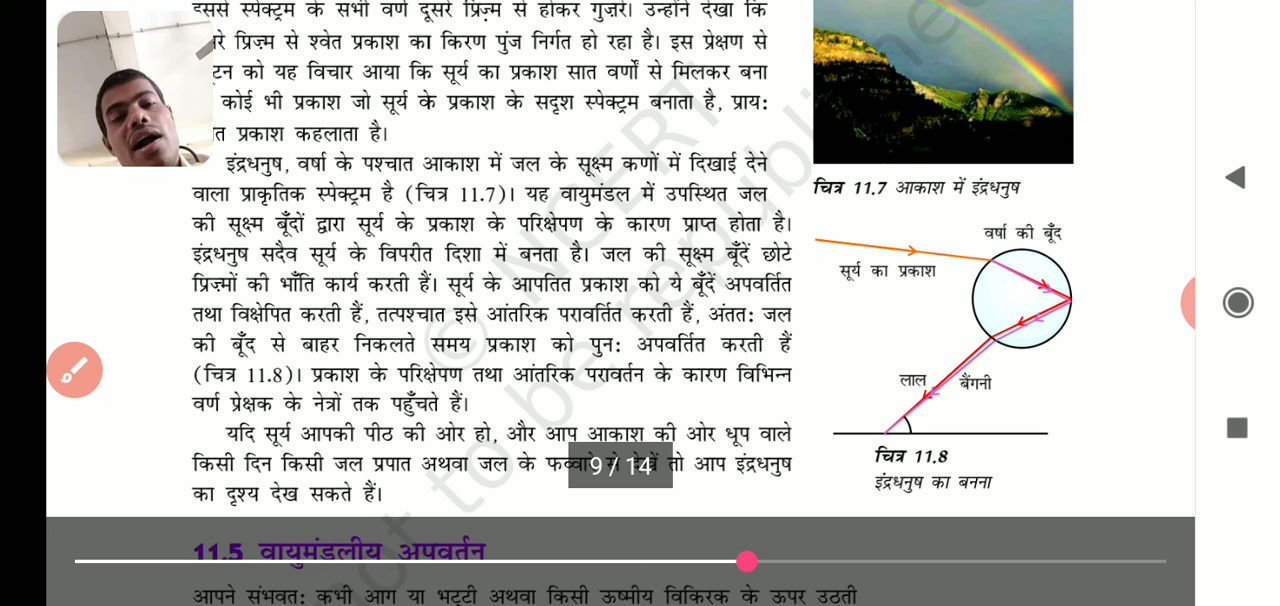 इससे स्पेक्ट्रम के सभी वर्ण दूसरे प्रिज़्म से होकर गुज़रे। उन्होंने देखा कि
प्रिज़्म से श्वेत प्रकाश का किरण पुंज निर्गत हो रहा है। इस प्रेक्षण से
को यह विचार आया कि सूर्य का प्रकाश सात वर्णों से मिलकर बना
कोई भी प्रकाश जो सूर्य के प्रकाश के सदृश स्पेक्ट्रम बनाता है, प्राय:
प्रकाश कहलाता है।
इंद्रधनुष, वर्षा के पश्चात आकाश में जल के सूक्ष्म कणों में दिखाई देने
वाला प्राकृतिक स्पेक्ट्रम है (चित्र 11.7)। यह वायुमंडल में उपस्थित जल
की सूक्ष्म बूँदों द्वारा सूर्य के प्रकाश के परिक्षेपण के कारण प्राप्त होता है।
इंद्रधनुष सदैव सूर्य के विपरीत दिशा में बनता है। जल की सूक्ष्म बूँदें छोटे
प्रिज़्मों की भाँति कार्य करती हैं। सूर्य के आपतित प्रकाश को ये बूँदें अपवर्तित
तथा विक्षेपित करती हैं, तत्पश्चात इसे आंतरिक परावर्तित करती हैं, अंतत: जल
की बूँद से बाहर निकलते समय प्रकाश को पुन: अपवर्तित करती हैं
(चित्र 11.8)। प्रकाश के परिक्षेपण तथा आंतरिक परावर्तन के कारण विभिन्न
वर्ण प्रेक्षक के नेत्रों तक पहुँचते हैं।
यदि सूर्य आपकी पीठ की ओर हो, और आप आकाश की ओर धूप वाले
किसी दिन किसी जल प्रपात अथवा जल के फव्वारे से देखें तो आप इंद्रधनुष
का दृश्य देख सकते हैं।
9 / 14
11.5 वायुमंडलीय अपवर्तन
आपने संभवत: कभी आग या भट्टी अथवा किसी ऊष्मीय विकिरक के ऊपर उठती
चित्र 11.7 आकाश में इंद्रधनुष
वर्षा की बूँद
सूर्य का प्रकाश
लाल
बैंगनी
चित्र 11.8
इंद्रधनुष का बनना
© NCERT
not to be republished